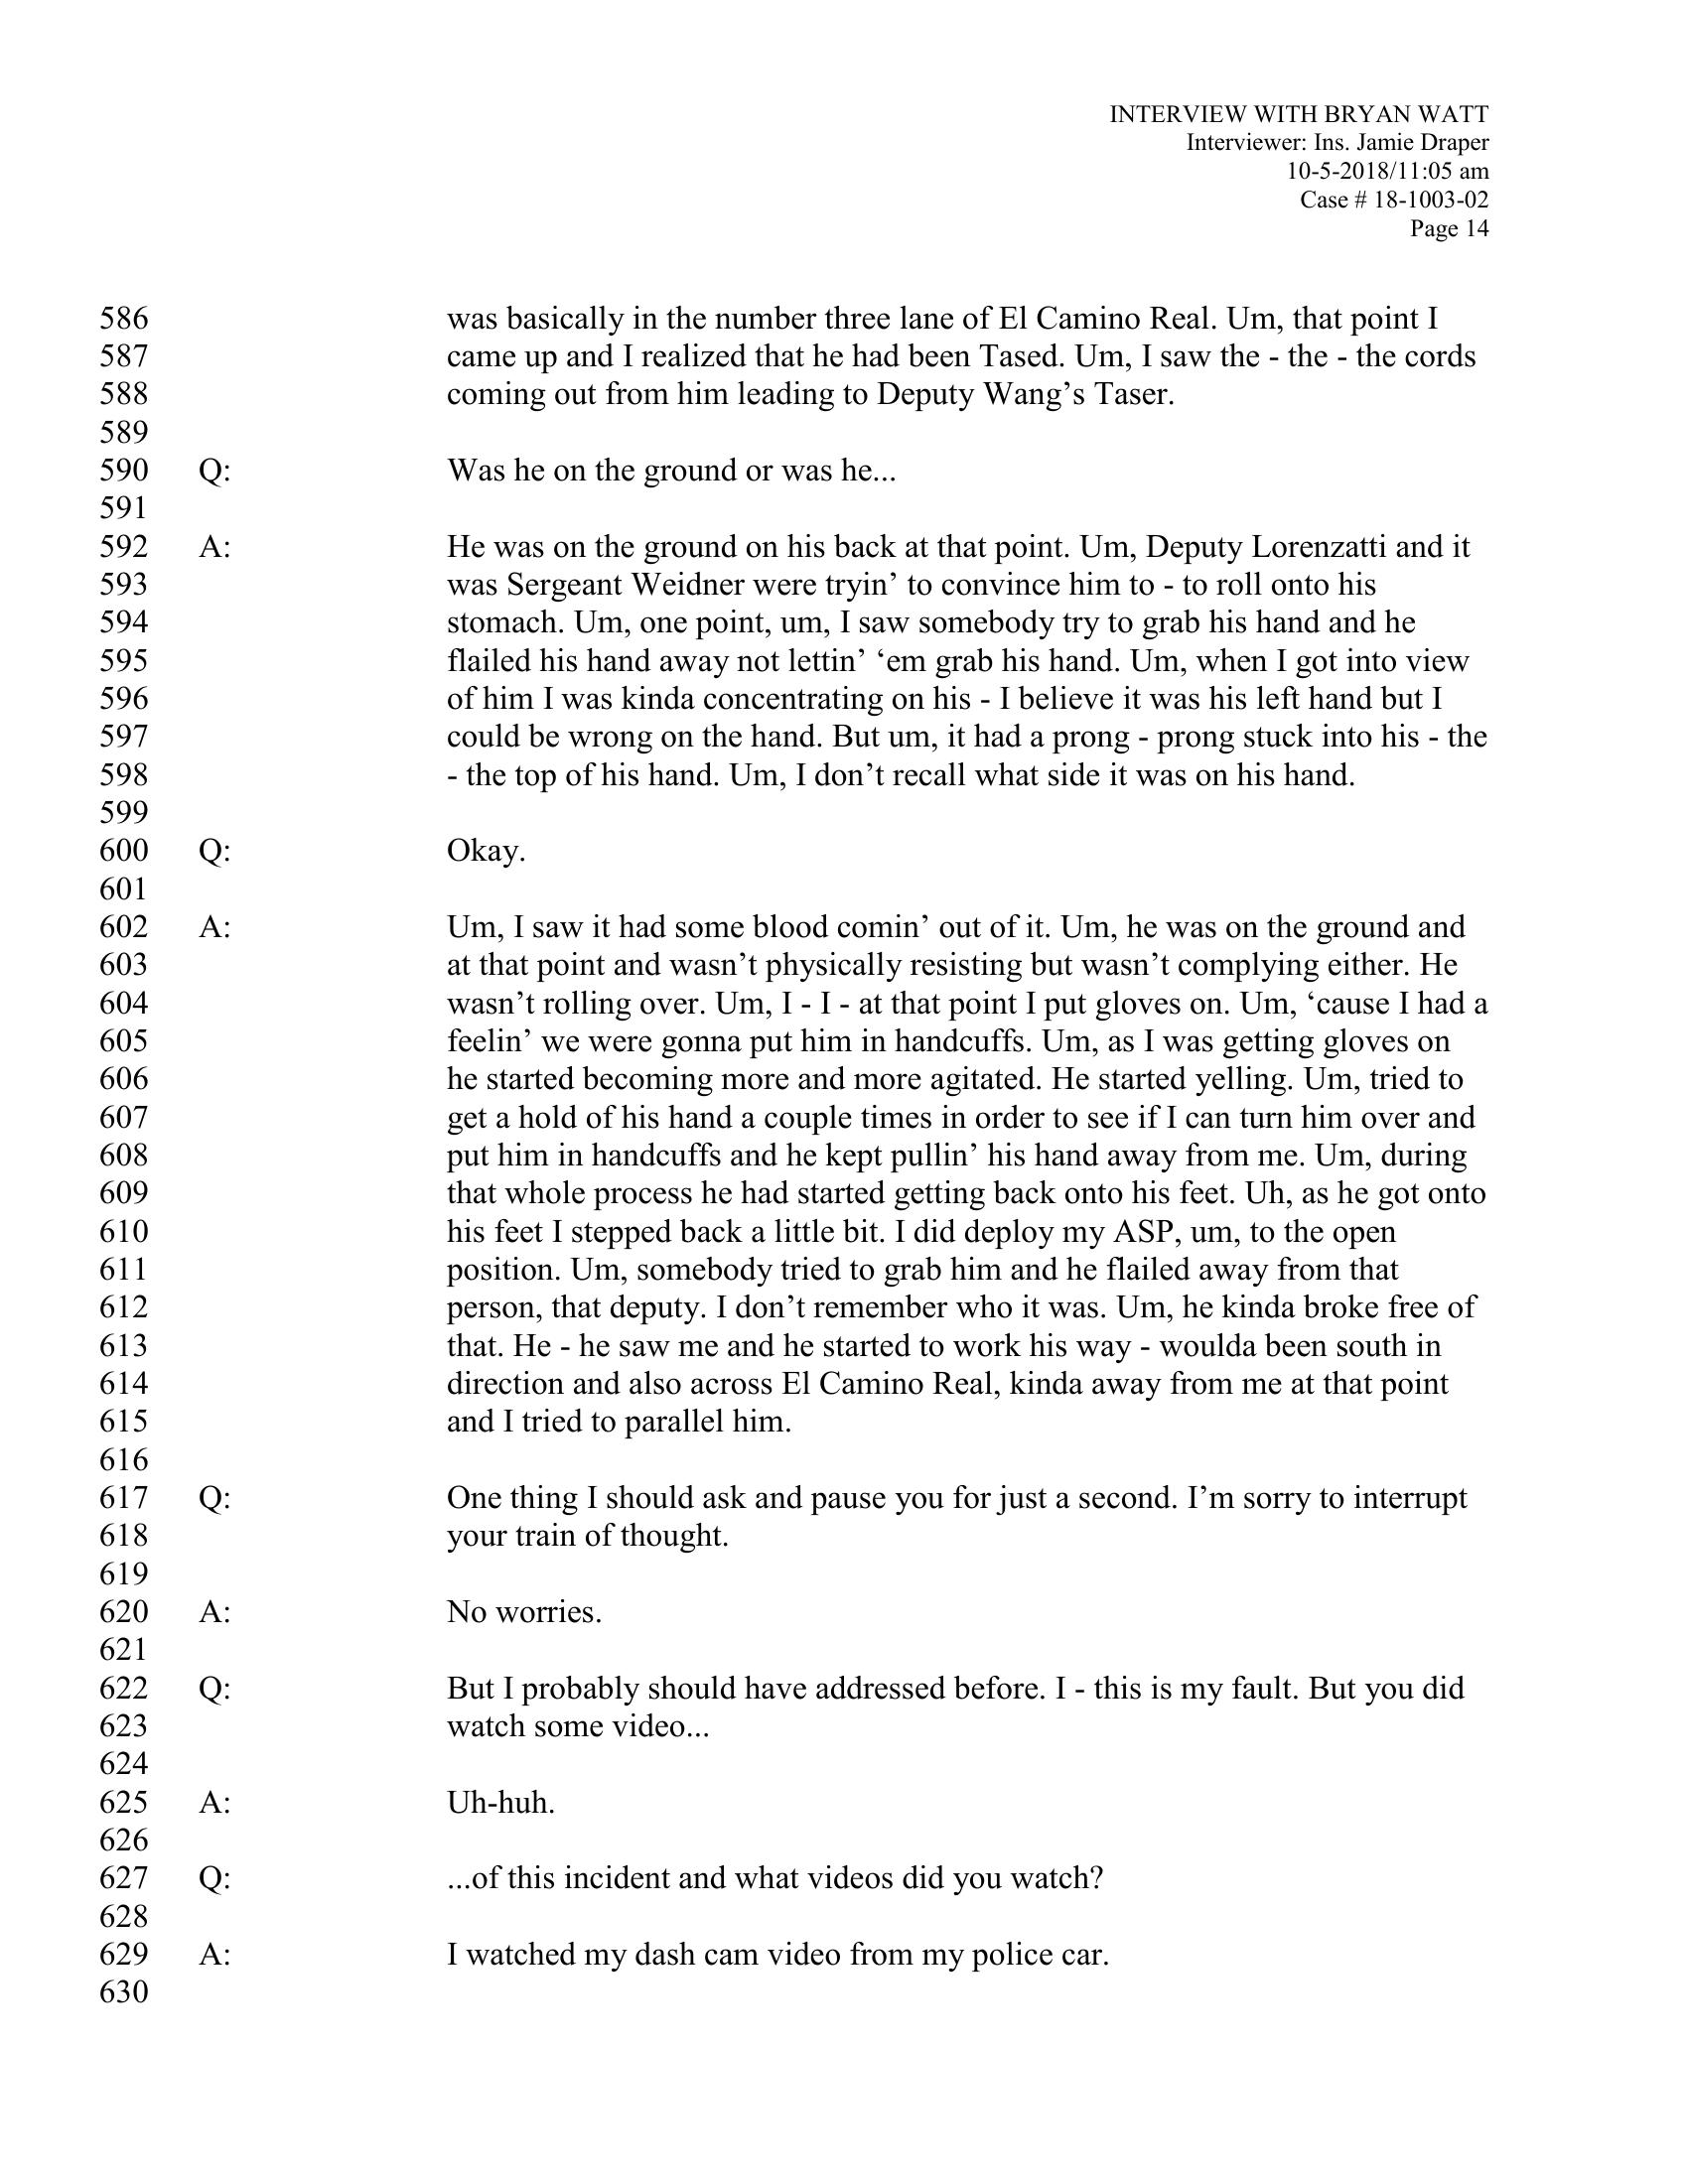 INTERVIEW WITH BRYAN WATT
Interviewer: Ins. Jamie Draper
10-5-2018/11:05 am
Case # 18-1003-02
Page 14
586 was basically in the number three lane of El Camino Real. Um, that point I
587 came up and I realized that he had been Tased. Um, I saw the - the - the cords
588 coming out from him leading to Deputy Wang’s Taser.
589
590 Q: Was he on the ground or was he...
591
592 A: He was on the ground on his back at that point. Um, Deputy Lorenzatti and it
593 was Sergeant Weidner were tryin’ to convince him to - to roll onto his
594 stomach. Um, one point, um, I saw somebody try to grab his hand and he
595 flailed his hand away not lettin’ ‘em grab his hand. Um, when I got into view
596 of him I was kinda concentrating on his - I believe it was his left hand but I
597 could be wrong on the hand. But um, it had a prong - prong stuck into his - the
598 - the top of his hand. Um, I don’t recall what side it was on his hand.
599
600 Q: Okay.
601
602 A: Um, I saw it had some blood comin’ out of it. Um, he was on the ground and
603 at that point and wasn’t physically resisting but wasn’t complying either. He
604 wasn’t rolling over. Um, I - I - at that point I put gloves on. Um, ‘cause I had a
605 feelin’ we were gonna put him in handcuffs. Um, as I was getting gloves on
606 he started becoming more and more agitated. He started yelling. Um, tried to
607 get a hold of his hand a couple times in order to see if I can turn him over and
608 put him in handcuffs and he kept pullin’ his hand away from me. Um, during
609 that whole process he had started getting back onto his feet. Uh, as he got onto
610 his feet I stepped back a little bit. I did deploy my ASP, um, to the open
611 position. Um, somebody tried to grab him and he flailed away from that
612 person, that deputy. I don’t remember who it was. Um, he kinda broke free of
613 that. He - he saw me and he started to work his way - woulda been south in
614 direction and also across El Camino Real, kinda away from me at that point
615 and I tried to parallel him.
616
617 Q: One thing I should ask and pause you for just a second. I’m sorry to interrupt
618 your train of thought.
619
620 A: No worries.
621
622 Q: But I probably should have addressed before. I - this is my fault. But you did
623 watch some video...
624
625 A: Uh-huh.
626
627 Q: ...of this incident and what videos did you watch?
628
629 A: I watched my dash cam video from my police car.
630